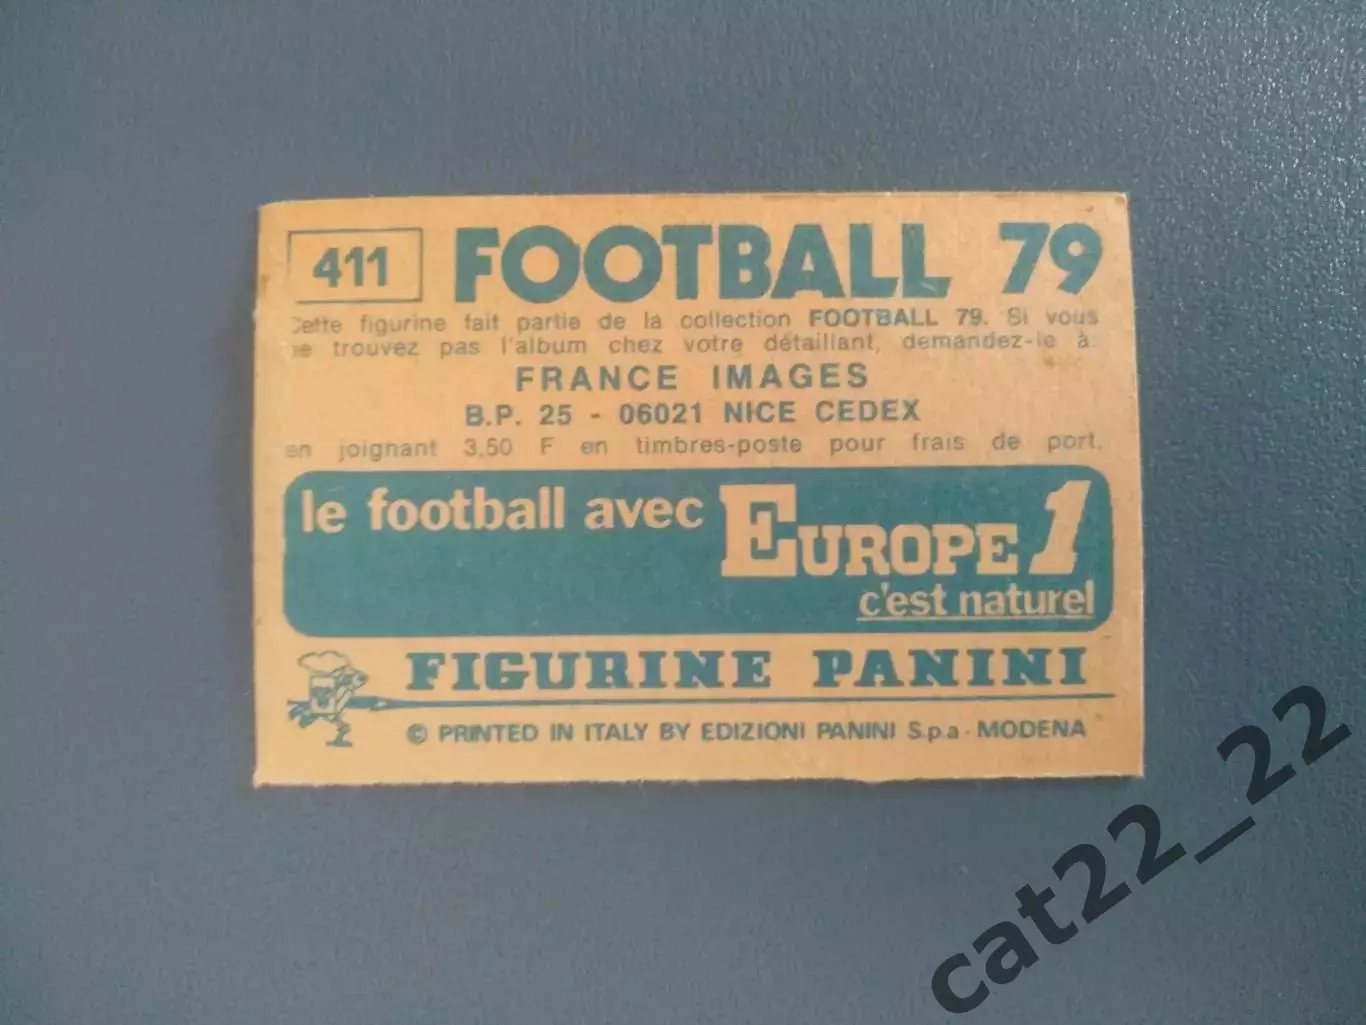 411 FOOTBALL 79
Cette figurine fait partie de la collection FOOTBALL 79. Si vous
ne trouvez pas l'album chez votre détaillant, demandez-le à:
FRANCE IMAGES
B.P. 25 - 06021 NICE CEDEX
en joignant 3,50 F en timbres-poste pour frais de port.
le football avec EUROPE 1
c'est naturel
FIGURINE PANINI
© PRINTED IN ITALY BY EDIZIONI PANINI S.p.a - MODENA
cat22_22